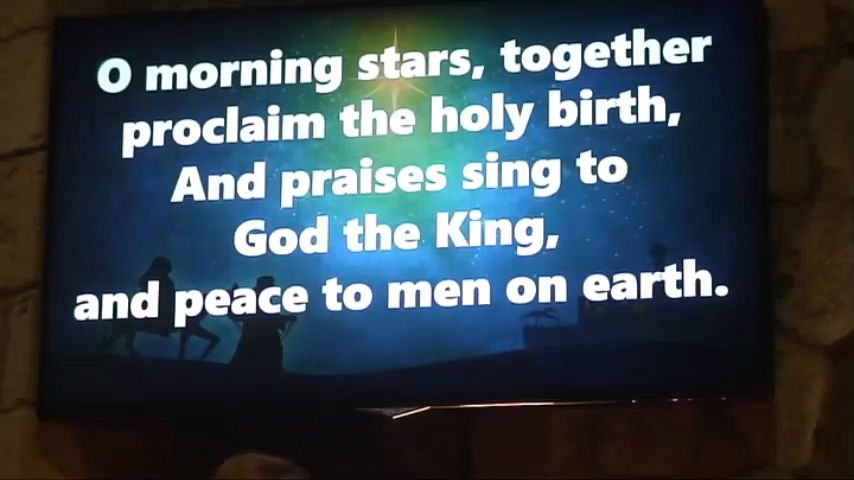 O morning stars, together
proclaim the holy birth,
And praises sing to
God the King,
and peace to men on earth.